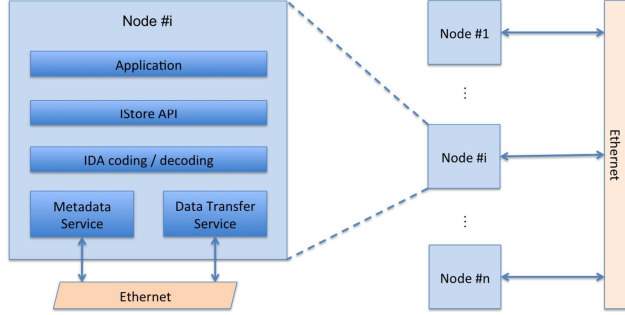 Node #i
Application
IStore API
IDA coding / decoding
Metadata
Service
Data Transfer
Service
Ethernet
Node #1
⋮
Node #i
⋮
Node #n
Ethernet